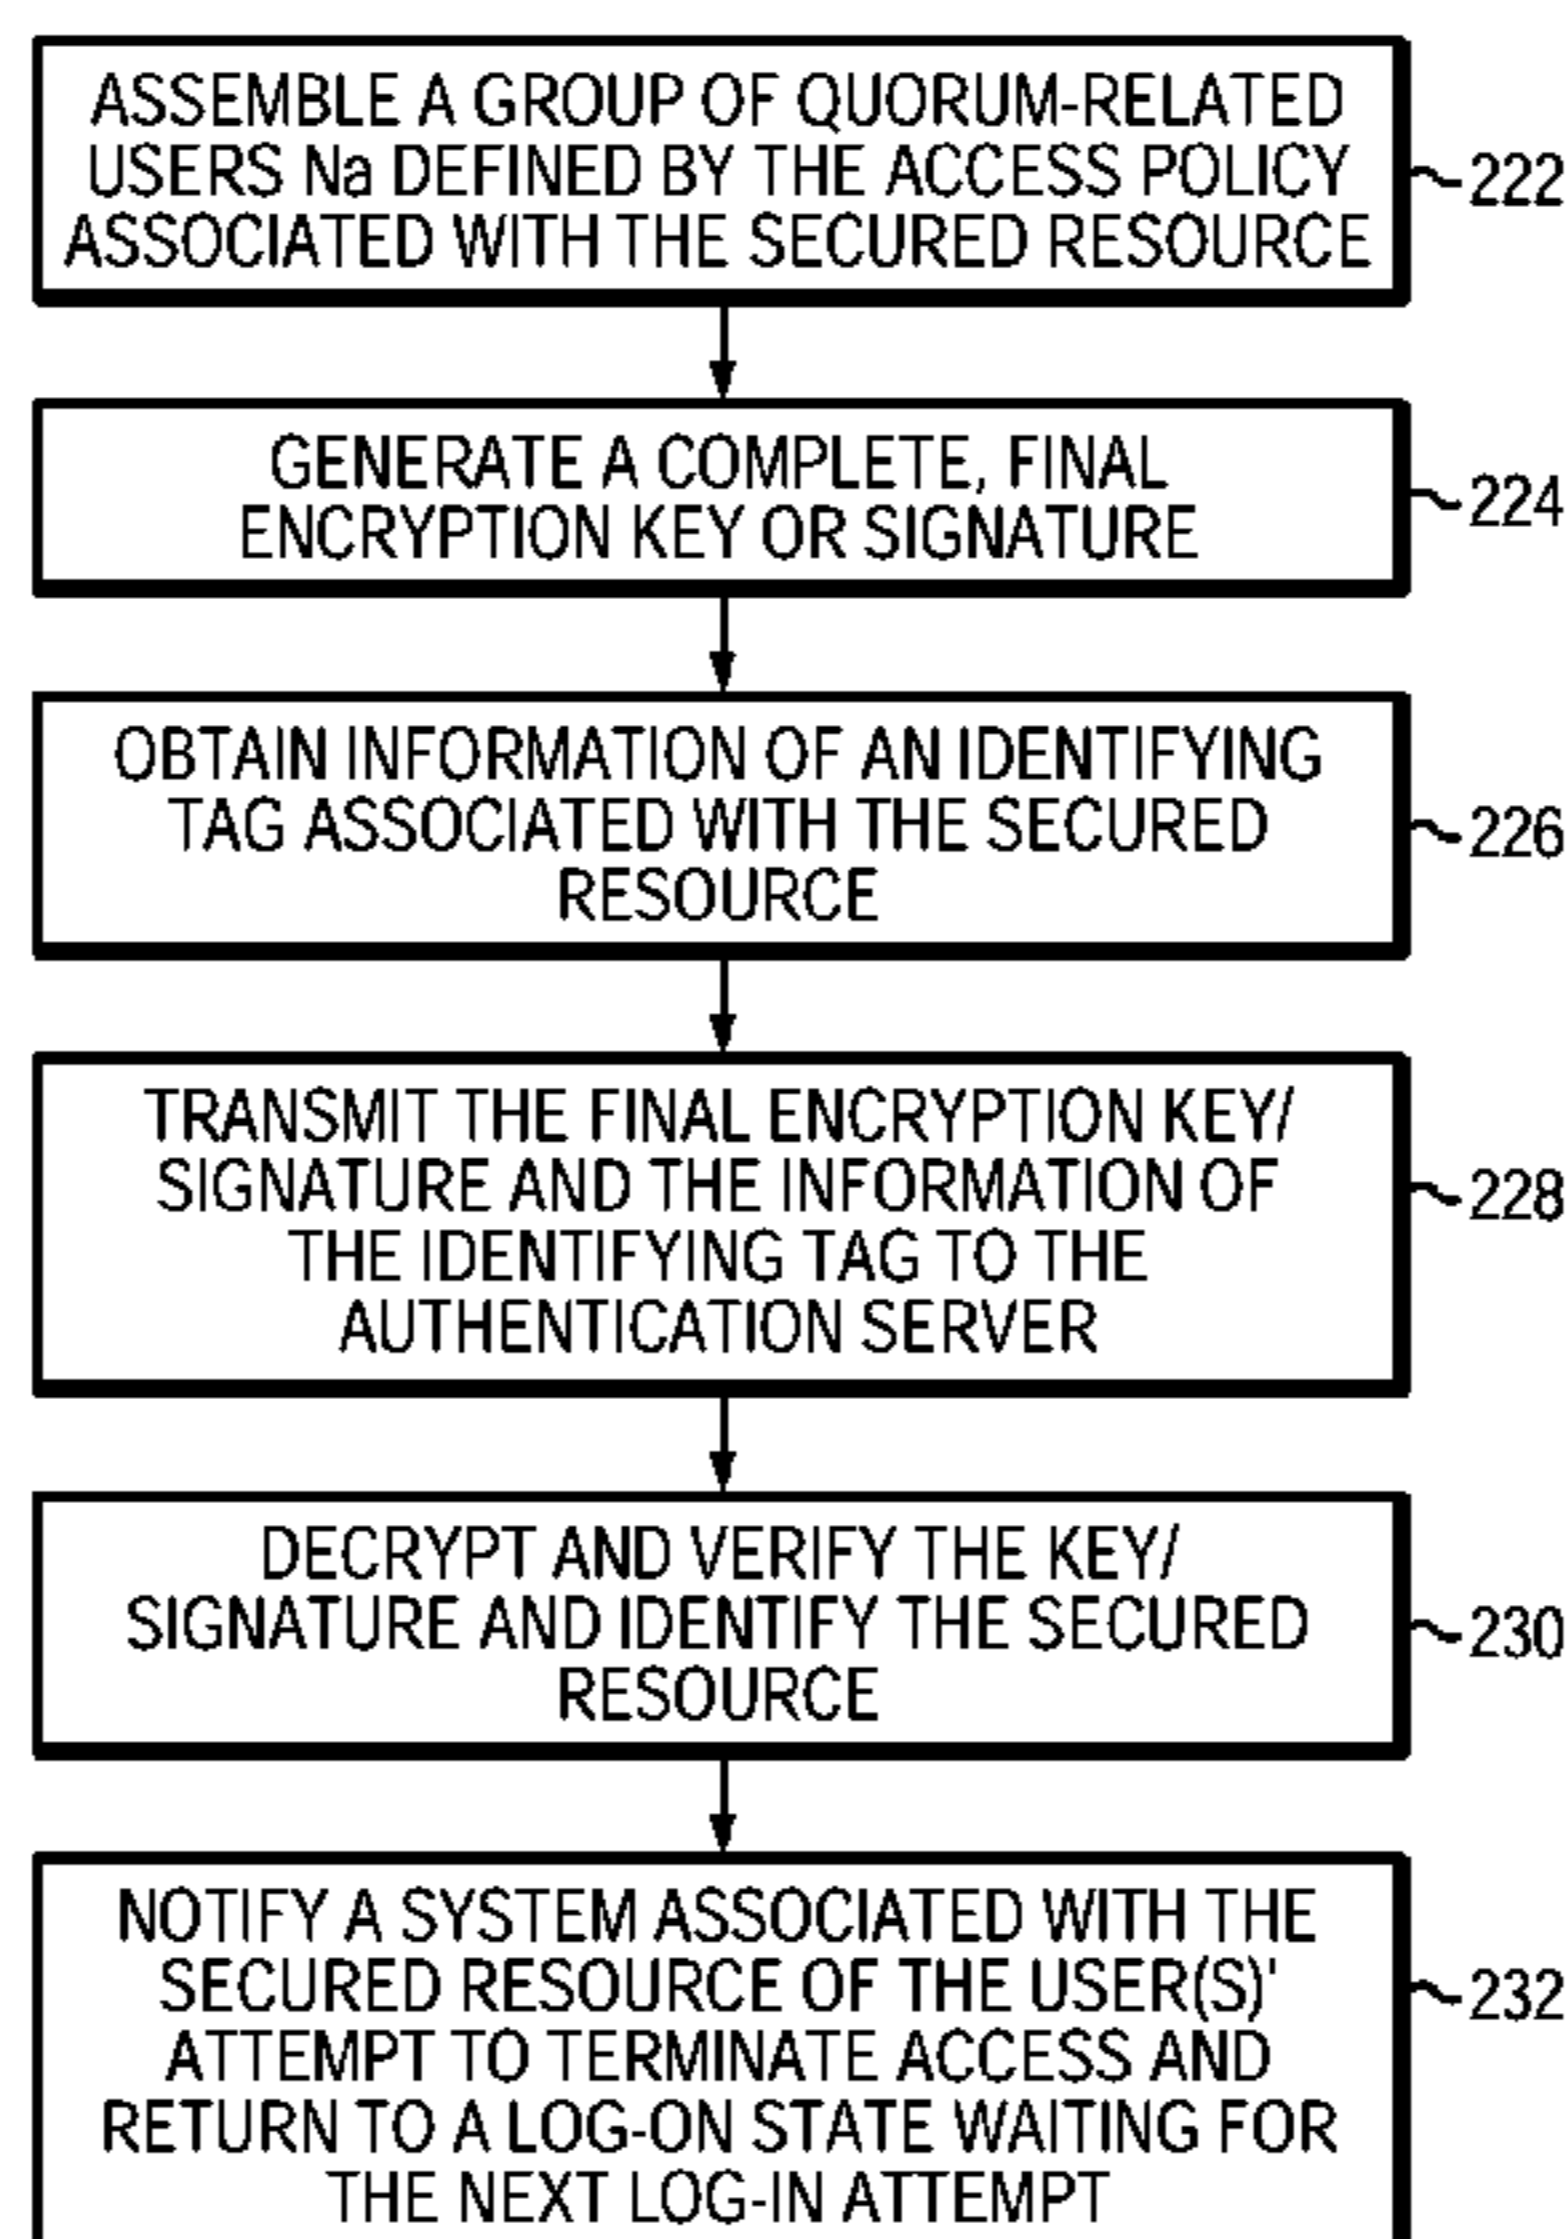 ASSEMBLE A GROUP OF QUORUM-RELATED
USERS Na DEFINED BY THE ACCESS POLICY
ASSOCIATED WITH THE SECURED RESOURCE
222
GENERATE A COMPLETE, FINAL
ENCRYPTION KEY OR SIGNATURE
224
OBTAIN INFORMATION OF AN IDENTIFYING
TAG ASSOCIATED WITH THE SECURED
RESOURCE
226
TRANSMIT THE FINAL ENCRYPTION KEY/
SIGNATURE AND THE INFORMATION OF
THE IDENTIFYING TAG TO THE
AUTHENTICATION SERVER
228
DECRYPT AND VERIFY THE KEY/
SIGNATURE AND IDENTIFY THE SECURED
RESOURCE
230
NOTIFY A SYSTEM ASSOCIATED WITH THE
SECURED RESOURCE OF THE USER(S)'
ATTEMPT TO TERMINATE ACCESS AND
RETURN TO A LOG-ON STATE WAITING FOR
THE NEXT LOG-IN ATTEMPT
232